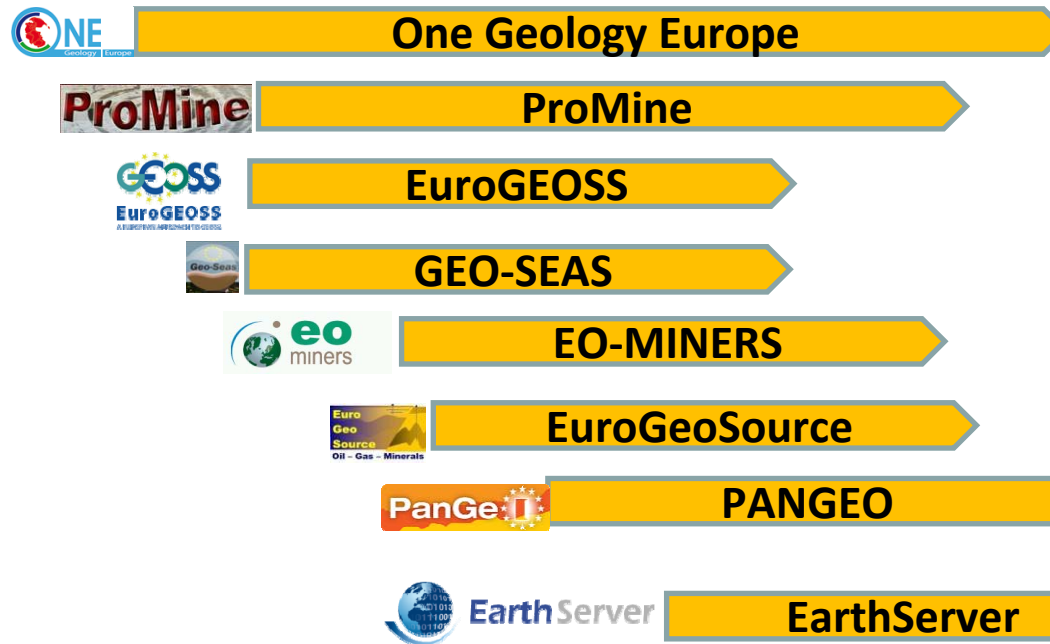 ONE
Geology Europe
One Geology Europe
ProMine
ProMine
GEOSS
EuroGEOSS
EuroGEOSS
Geo-Seas
GEO-SEAS
eo
miners
EO-MINERS
Euro
Geo
Source
Oil – Gas – Minerals
EuroGeoSource
PanGe
PANGEO
EarthServer
EarthServer